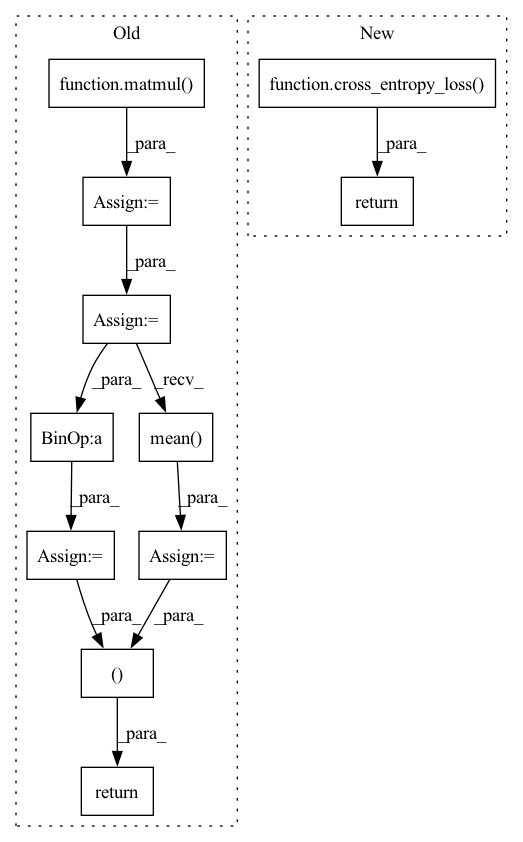 Old
New
function.matmul()
function.cross_entropy_loss()
_para_
_para_
Assign:=
return
_para_
Assign:=
_para_
_recv_
BinOp:a
mean()
_para_
_para_
Assign:=
Assign:=
_para_
_para_
()
_para_
return